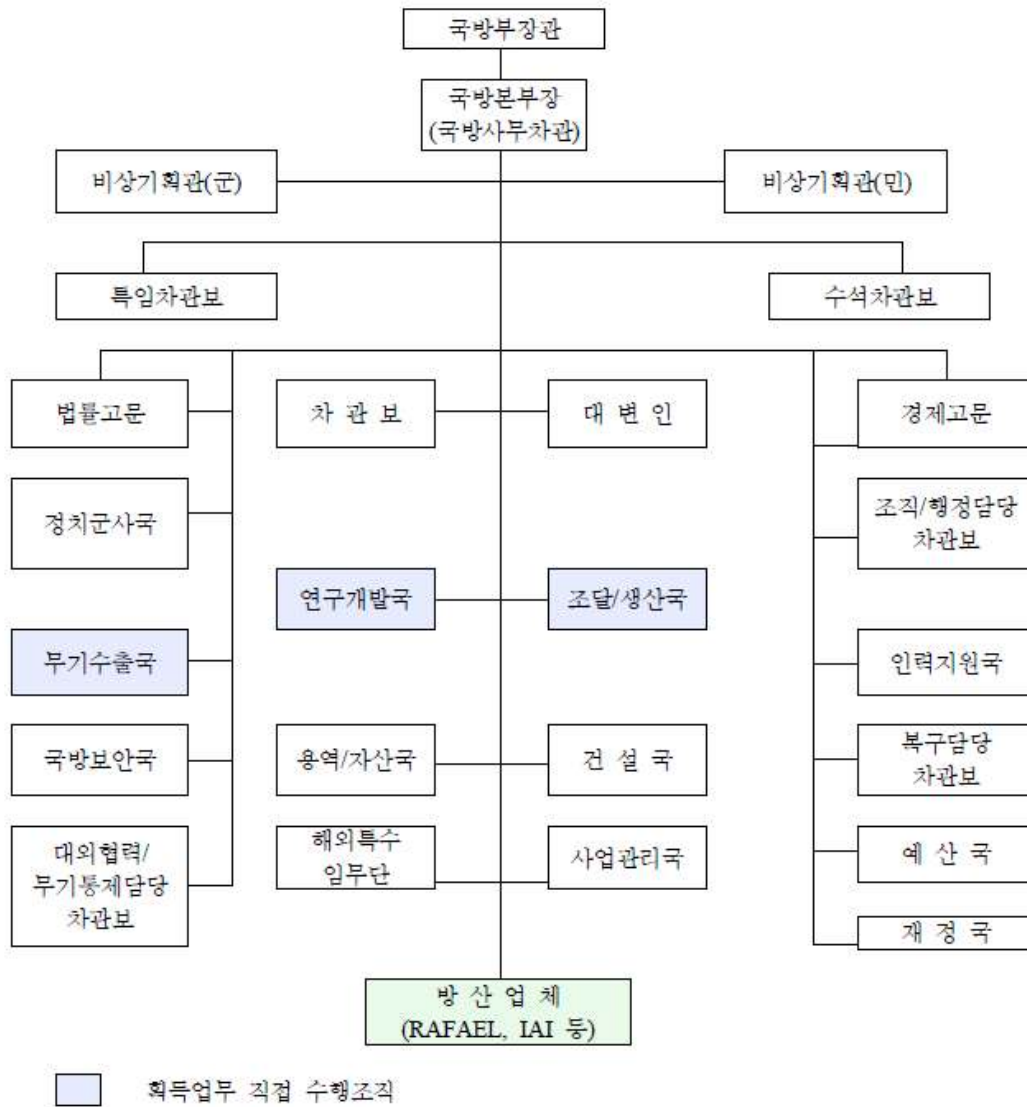 국방부장관
국방본부장
(국방사무차관)
비상기획관(군)
비상기획관(민)
특임차관보
수석차관보
법률고문
차 관 보
대 변 인
경제고문
정치군사국
조직/행정담당
차관보
연구개발국
조달/생산국
무기수출국
인력지원국
국방보안국
용역/자산국
건 설 국
복구담당
차관보
대외협력/
무기통제담당
차관보
해외특수
임무단
사업관리국
예 산 국
재 정 국
방 산 업 체
(RAFAEL, IAI 등)
획득업무 직접 수행조직